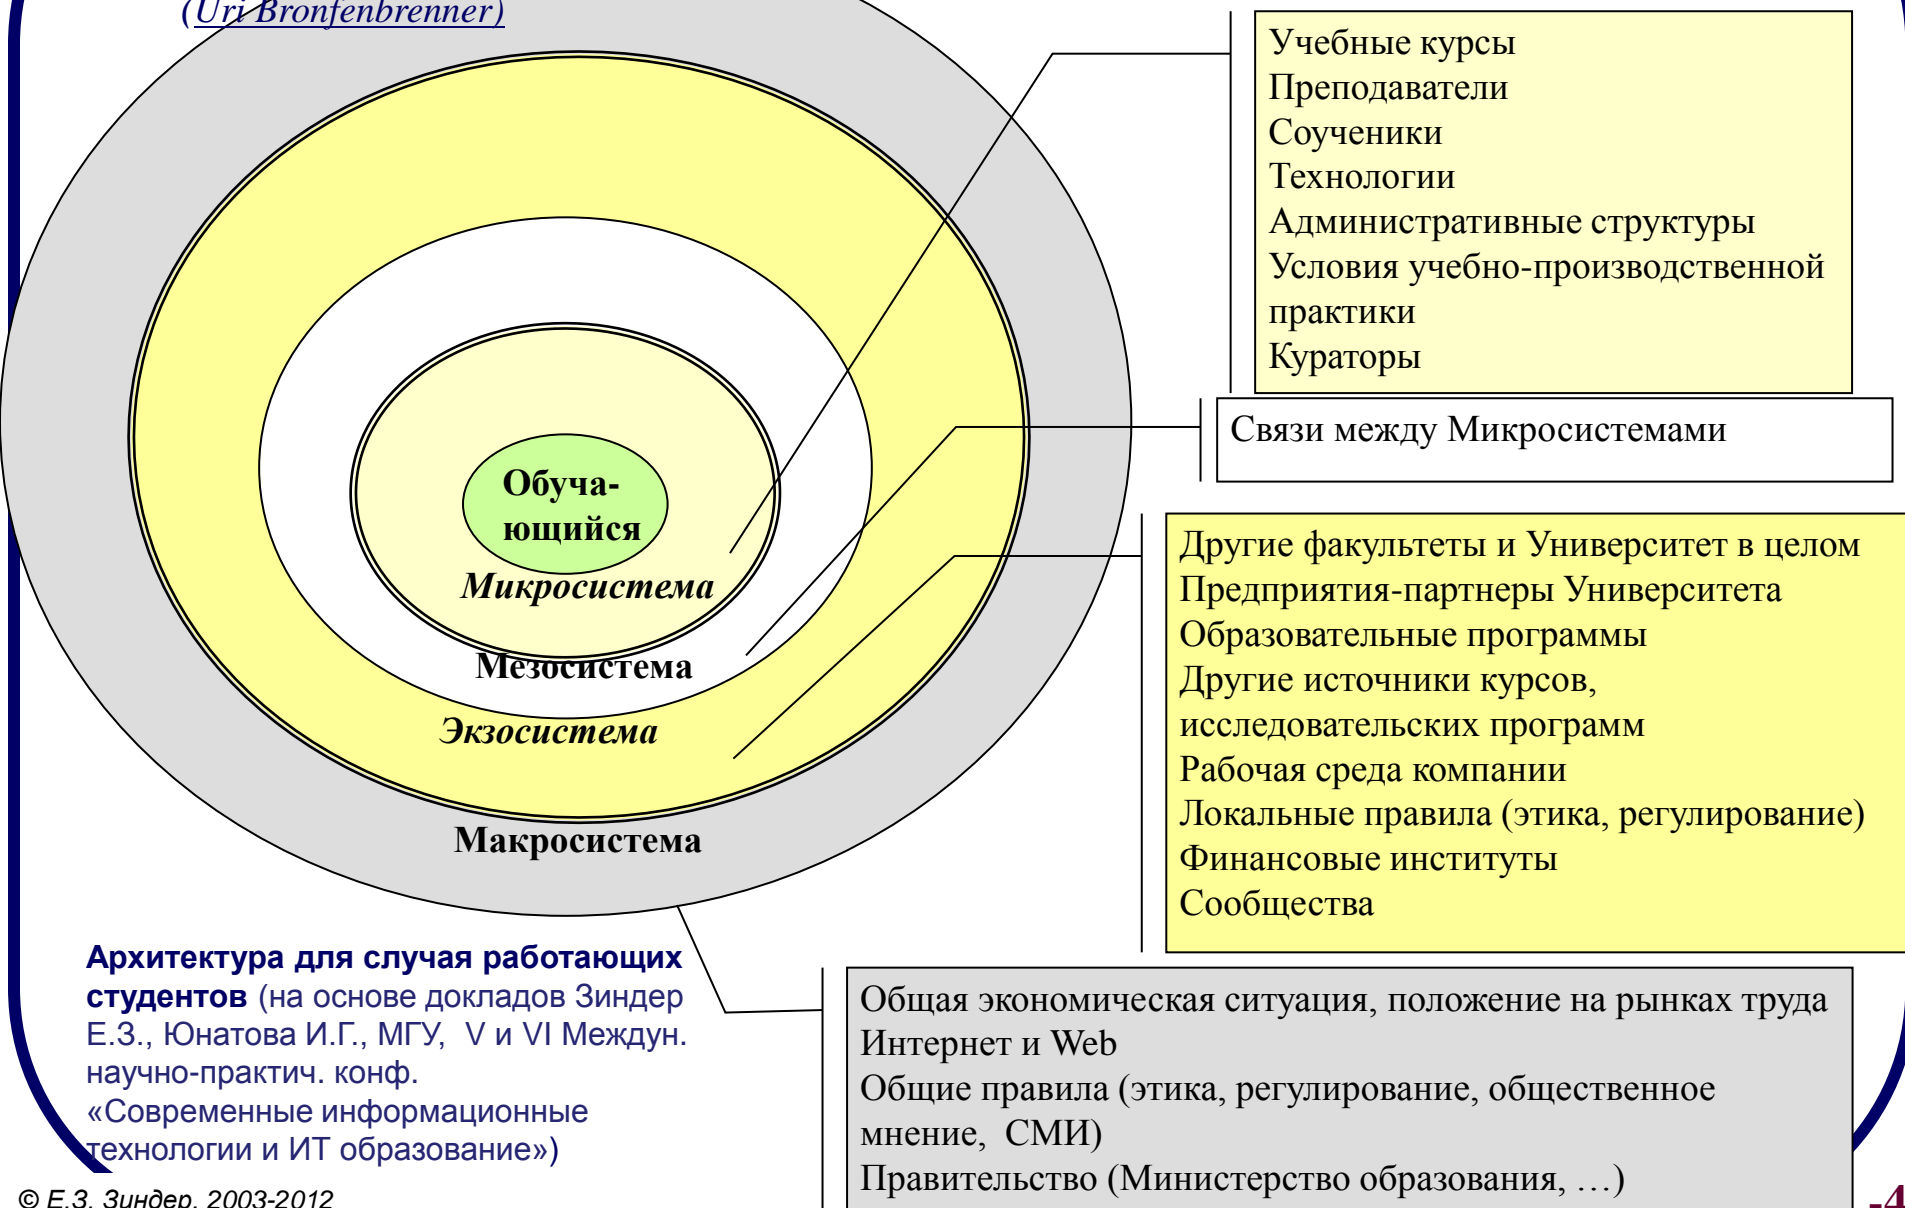 (Uri Bronfenbrenner)
Учебные курсы
Преподаватели
Соученики
Технологии
Административные структуры
Условия учебно-производственной
практики
Кураторы
Связи между Микросистемами
Обуча-
ющийся
Микросистема
Мезосистема
Экзосистема
Макросистема
Другие факультеты и Университет в целом
Предприятия-партнеры Университета
Образовательные программы
Другие источники курсов,
исследовательских программ
Рабочая среда компании
Локальные правила (этика, регулирование)
Финансовые институты
Сообщества
Архитектура для случая работающих
студентов (на основе докладов Зиндер
Е.З., Юнатова И.Г., МГУ, V и VI Междун.
научно-практич. конф.
«Современные информационные
технологии и ИТ образование»)
Общая экономическая ситуация, положение на рынках труда
Интернет и Web
Общие правила (этика, регулирование, общественное
мнение, СМИ)
Правительство (Министерство образования, …)
© Е.З. Зиндер, 2003-2012
-4